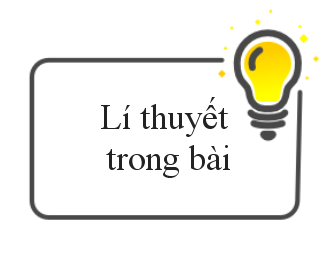 Lí thuyết
trong bài